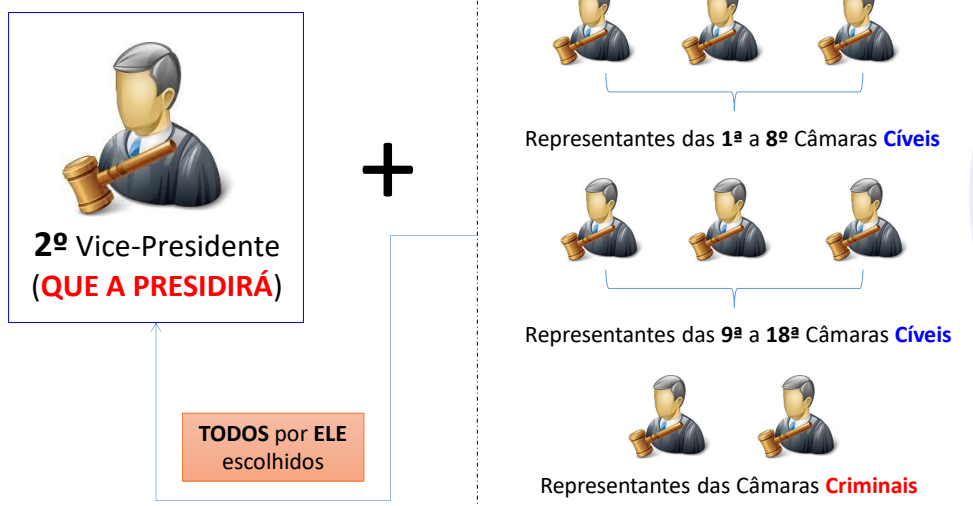 2º Vice-Presidente
(QUE A PRESIDIRÁ)
+
TODOS por ELE
escolhidos
Representantes das 1ª a 8º Câmaras Cíveis
Representantes das 9ª a 18ª Câmaras Cíveis
Representantes das Câmaras Criminais